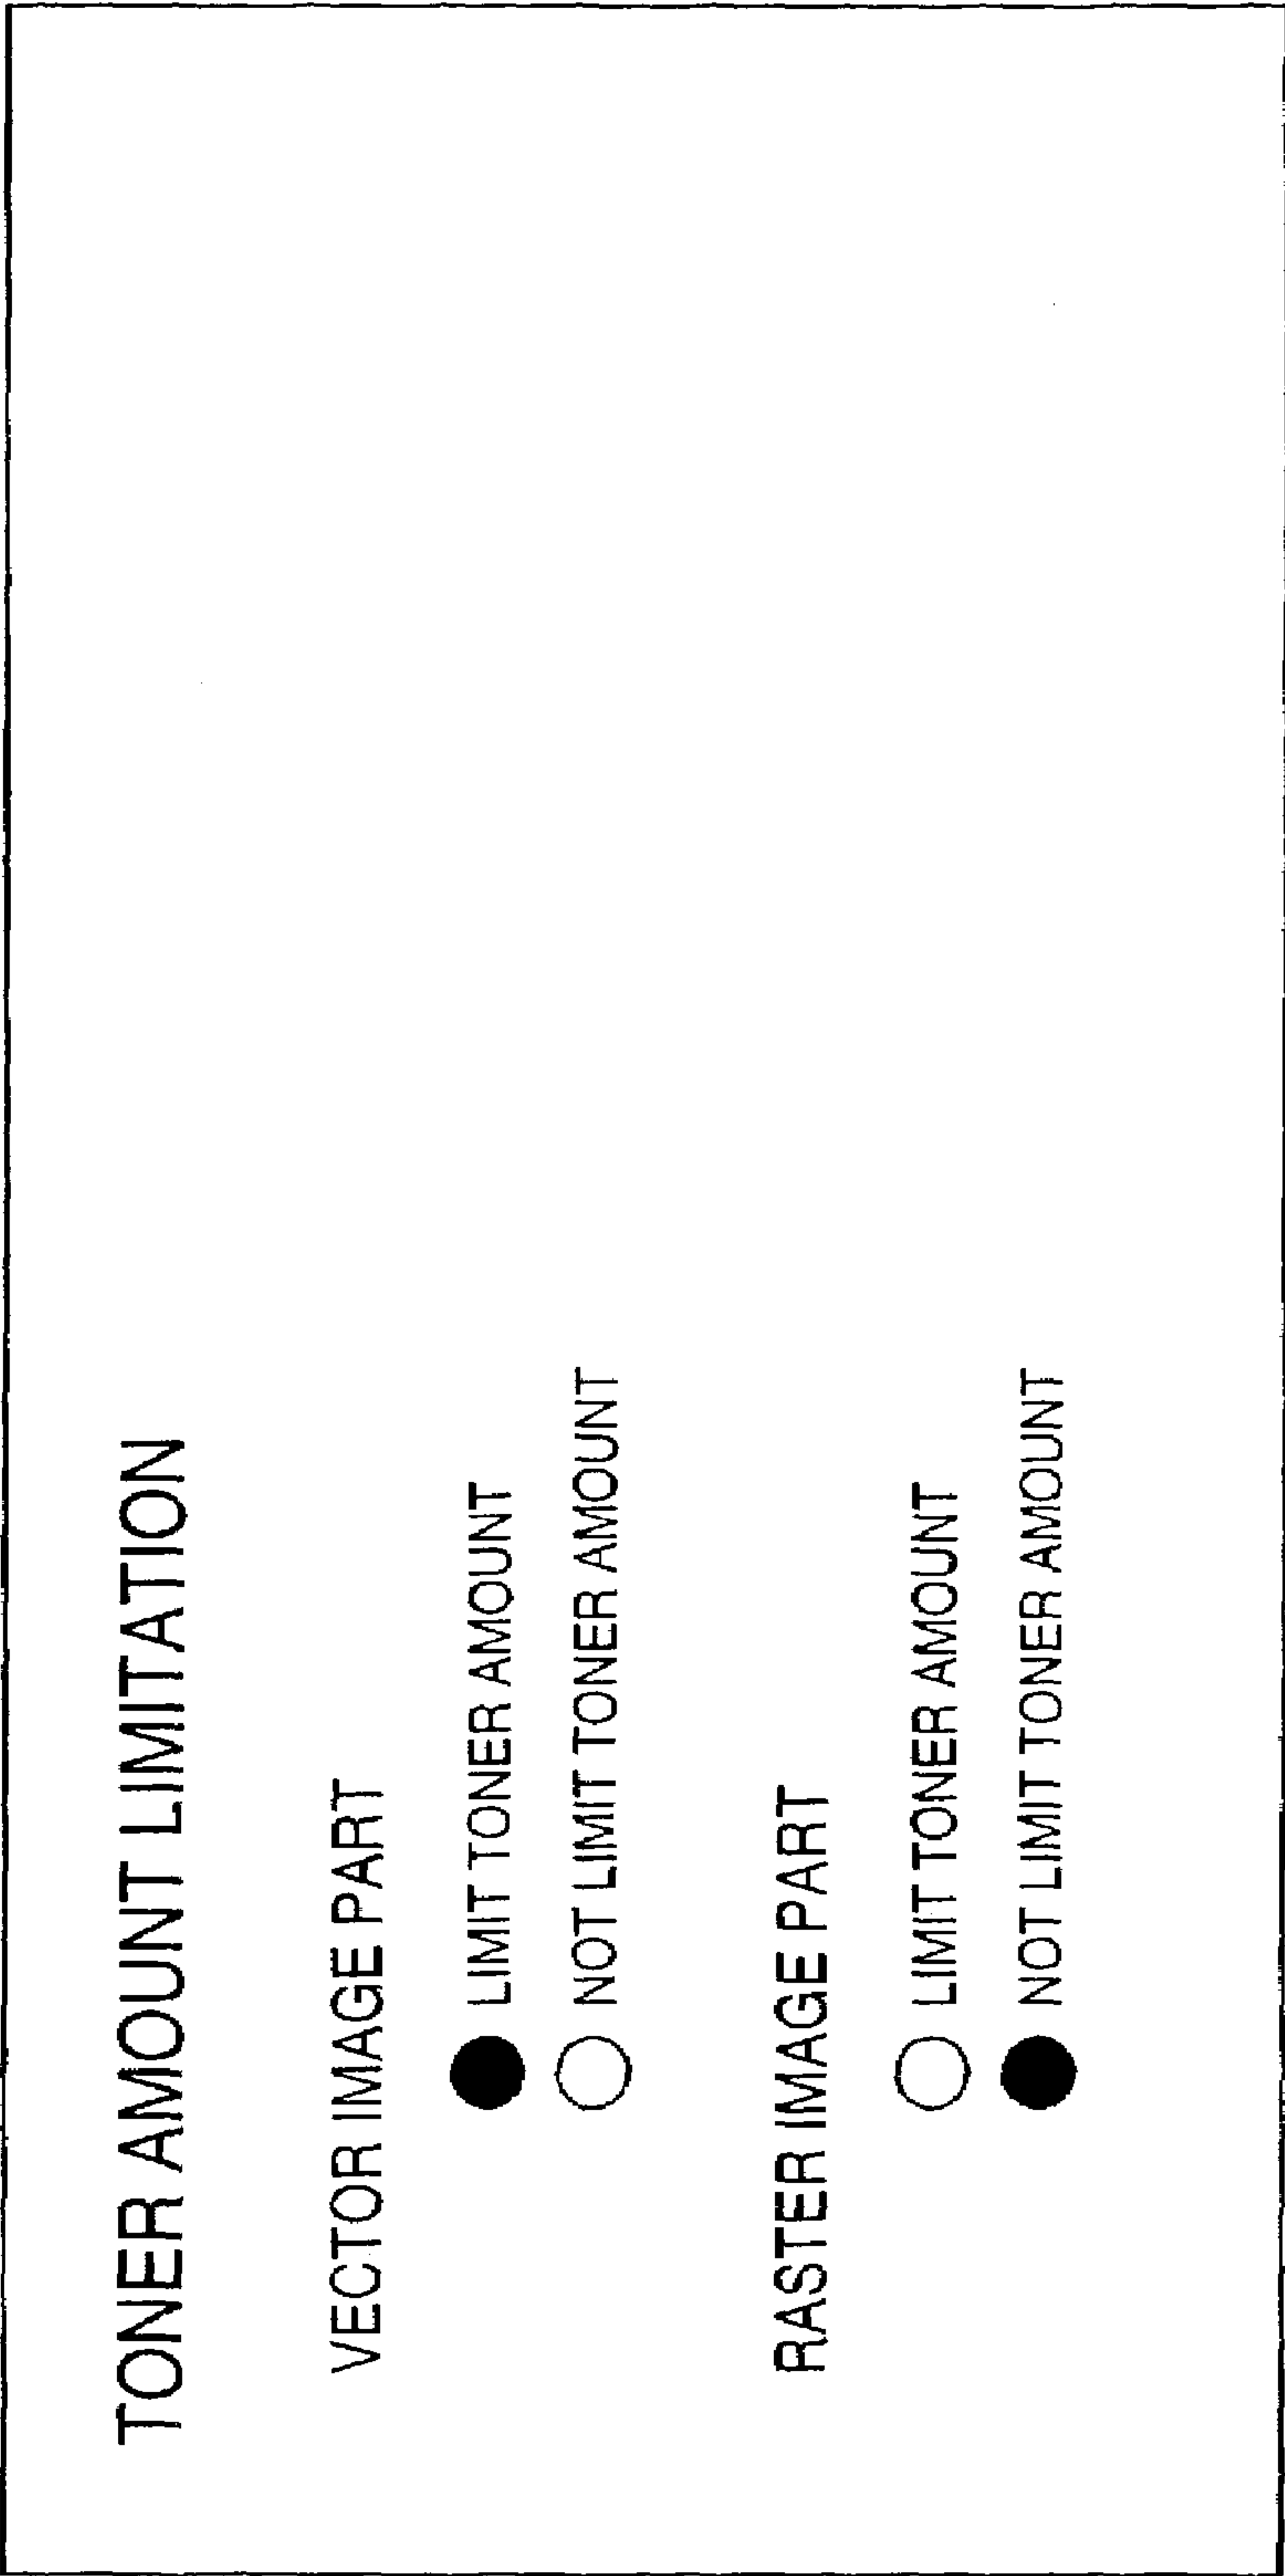 TONER AMOUNT LIMITATION
VECTOR IMAGE PART
LIMIT TONER AMOUNT
NOT LIMIT TONER AMOUNT
RASTER IMAGE PART
LIMIT TONER AMOUNT
NOT LIMIT TONER AMOUNT